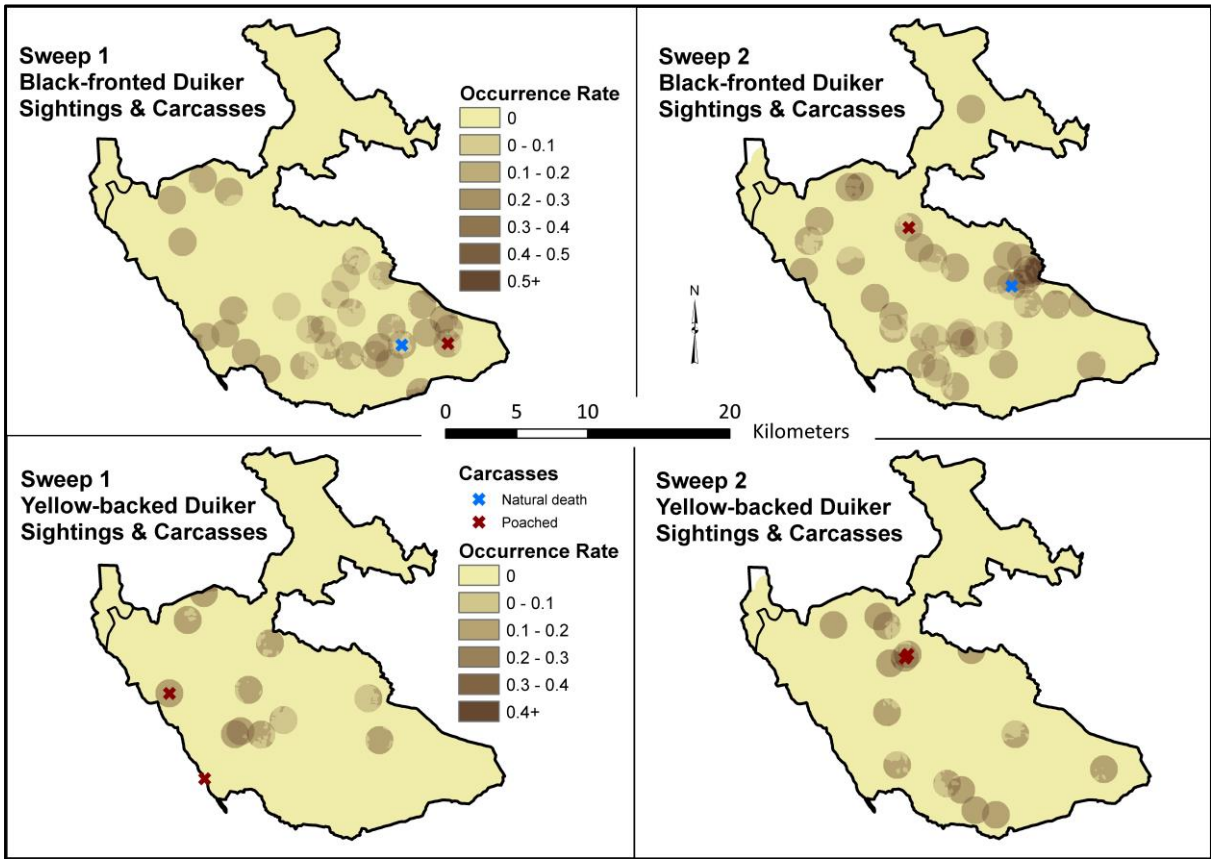 Sweep 1
Black-fronted Duiker
Sightings & Carcasses
Occurrence Rate
0
0 - 0.1
0.1 - 0.2
0.2 - 0.3
0.3 - 0.4
0.4 - 0.5
0.5+
Sweep 2
Black-fronted Duiker
Sightings & Carcasses
N
0 5 10 20
Kilometers
Sweep 1
Yellow-backed Duiker
Sightings & Carcasses
Carcasses
Natural death
Poached
Occurrence Rate
0
0 - 0.1
0.1 - 0.2
0.2 - 0.3
0.3 - 0.4
0.4+
Sweep 2
Yellow-backed Duiker
Sightings & Carcasses